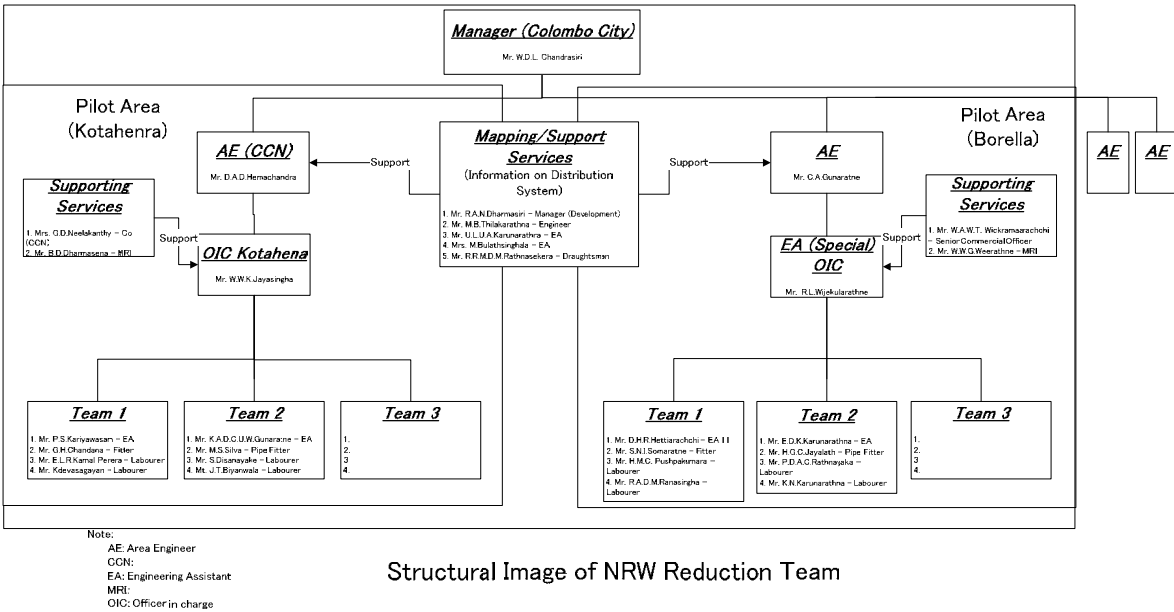 Manager (Colombo City)
Mr. W.D.L. Chandrasiri
Pilot Area
(Kotahenra)
AE (CCN)
Mr. D.A.D.Hemachandra
Support
Supporting
Services
1. Mrs. G.D.Neelakanthy – Co
(CCN)
2. Mr. B.D.Dharmasena – MRI
Support
OIC Kotahena
Mr. W.W.K.Jayasingha
Mapping/Support
Services
(Information on Distribution
System)
1. Mr. R.A.N.Dharmasiri – Manager (Development)
2. Mr. M.B.Thilakarathna – Engineer
3. Mr. U.L.U.A.Karunarathra – EA
4. Mrs. M.Bulathsinghala – EA
5. Mr. R.R.M.D.M.Rathnasekera – Draughtsman
Support
AE
Mr. C.A.Gunaratne
Pilot Area
(Borella)
AE
AE
Supporting
Services
1. Mr. W.A.W.T. Wickramaarachchi
– Senior Commercial Officer
2. Mr. W.W.G.Weerathne – MRI
Support
EA (Special)
OIC
Mr. R.L.Wijekularathne
Team 1
1. Mr. P.S.Kariyawasam – EA
2. Mr. G.H.Chandana – Fitter
3. Mr. E.L.R.Kamal Perera – Labourer
4. Mr. Kdevasagayan – Labourer
Team 2
1. Mr. K.A.D.C.U.W.Gunaratne – EA
2. Mr. M.S.Silva – Pipe Fitter
3. Mr. S.Disanayake – Labourer
4. Mt. J.T.Biyanwala – Labourer
Team 3
1.
2.
3.
4.
Team 1
1. Mr. D.H.R.Hettiarachchi – EA II
2. Mr. S.N.I.Somaratne – Fitter
3. Mr. H.M.C. Pushpakumara –
Labourer
4. Mr. R.A.D.M.Ranasingha –
Labourer
Team 2
1. Mr. E.D.K.Karunarathna – EA
2. Mr. H.G.C.Jayalath – Pipe Fitter
3. Mr. P.D.A.C.Rathnayaka –
Labourer
4. Mr. K.N.Karunarathna – Labourer
Team 3
1.
2.
3.
4.
Note:
AE: Area Engineer
CCN:
EA: Engineering Assistant
MRI:
OIC: Officer in charge
Structural Image of NRW Reduction Team